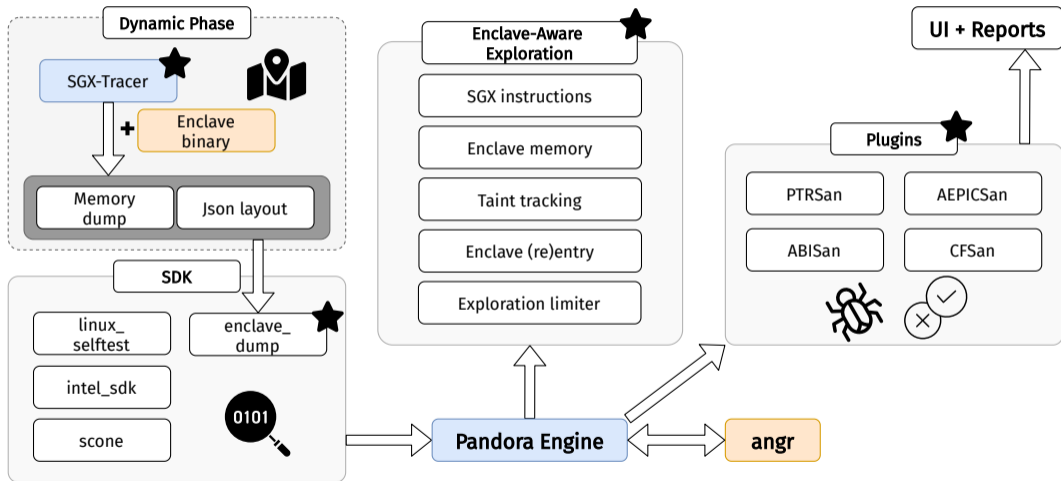 Dynamic Phase
SGX-Tracer
+
Enclave
binary
Memory
dump
Json layout
SDK
linux_
selftest
enclave_
dump
intel_sdk
scone
0101
Enclave-Aware
Exploration
SGX instructions
Enclave memory
Taint tracking
Enclave (re)entry
Exploration limiter
Pandora Engine
angr
UI + Reports
Plugins
PTRSan
AEPICSan
ABISan
CFSan